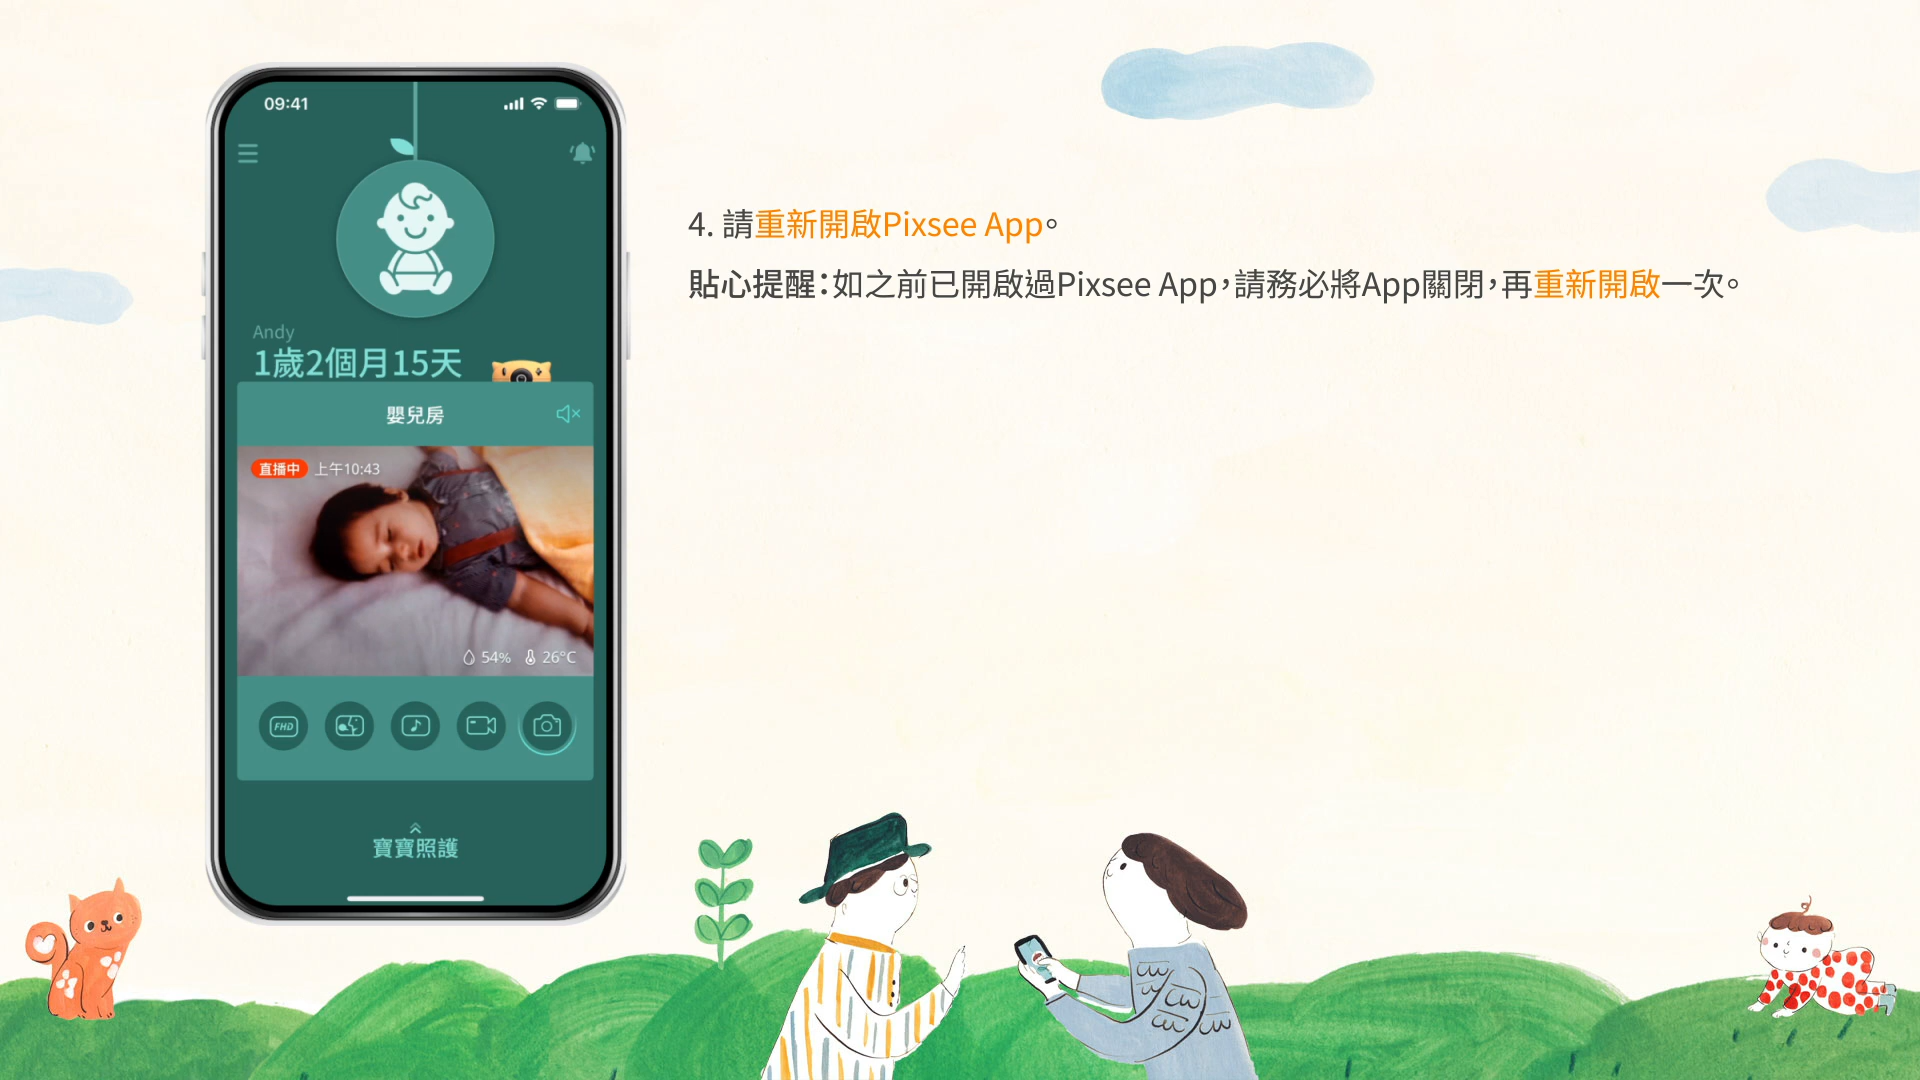 09:41
Andy
1歲2個月15天
嬰兒房
直播中 上午10:43
54% 26°C
FHD
寶寶照護
4. 請重新開啟Pixsee App。
貼心提醒：如之前已開啟過Pixsee App，請務必將App關閉，再重新開啟一次。